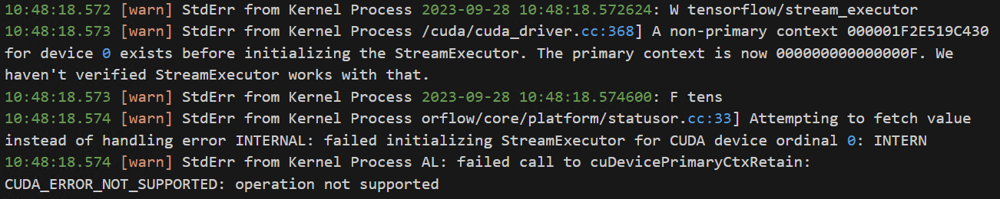 10:48:18.572 [warn] StdErr from Kernel Process 2023-09-28 10:48:18.572624: W tensorflow/stream_executor
10:48:18.573 [warn] StdErr from Kernel Process /cuda/cuda_driver.cc:368] A non-primary context 000001F2E519C430
for device 0 exists before initializing the StreamExecutor. The primary context is now 000000000000000F. We
haven't verified StreamExecutor works with that.
10:48:18.573 [warn] StdErr from Kernel Process 2023-09-28 10:48:18.574600: F tens
10:48:18.574 [warn] StdErr from Kernel Process orflow/core/platform/statusor.cc:33] Attempting to fetch value
instead of handling error INTERNAL: failed initializing StreamExecutor for CUDA device ordinal 0: INTERN
10:48:18.574 [warn] StdErr from Kernel Process AL: failed call to cuDevicePrimaryCtxRetain:
CUDA_ERROR_NOT_SUPPORTED: operation not supported